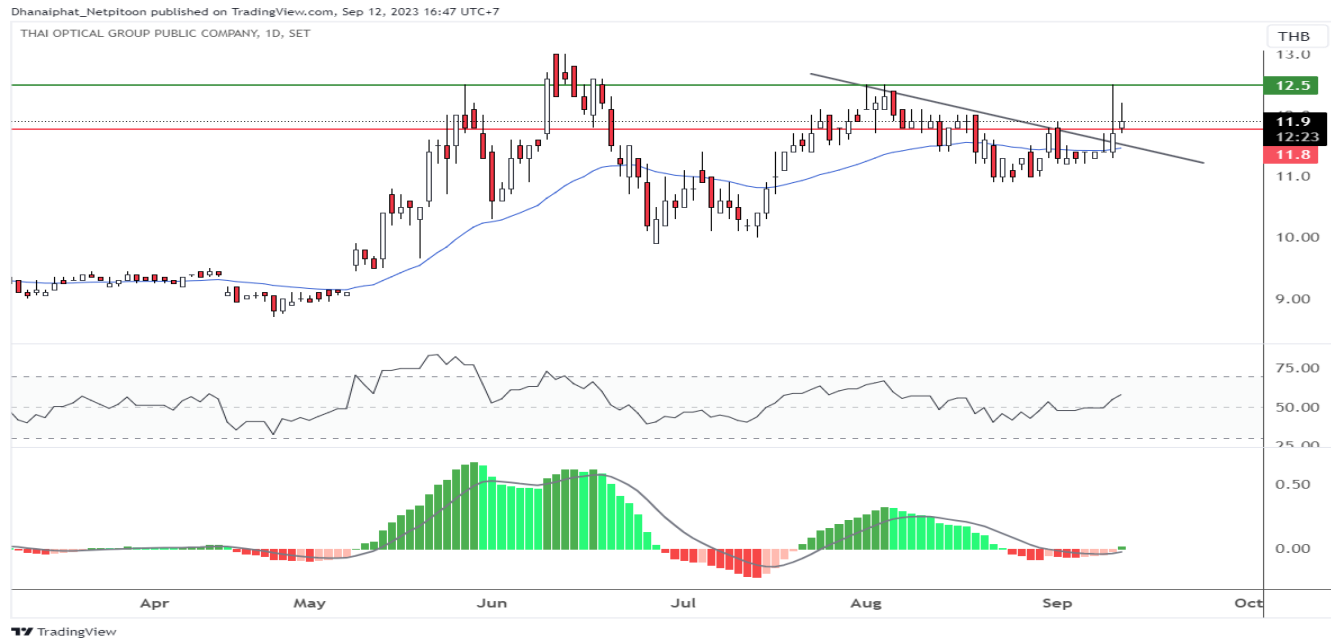 Dhanaiphat_Netpitoon published on TradingView.com, Sep 12, 2023 16:47 UTC+7
THAI OPTICAL GROUP PUBLIC COMPANY, 1D, SET
THB
13.0
12.5
11.9
12:23
11.8
11.0
10.00
9.00
75.00
50.00
25.00
0.50
0.00
Apr May Jun Jul Aug Sep Oct
TradingView